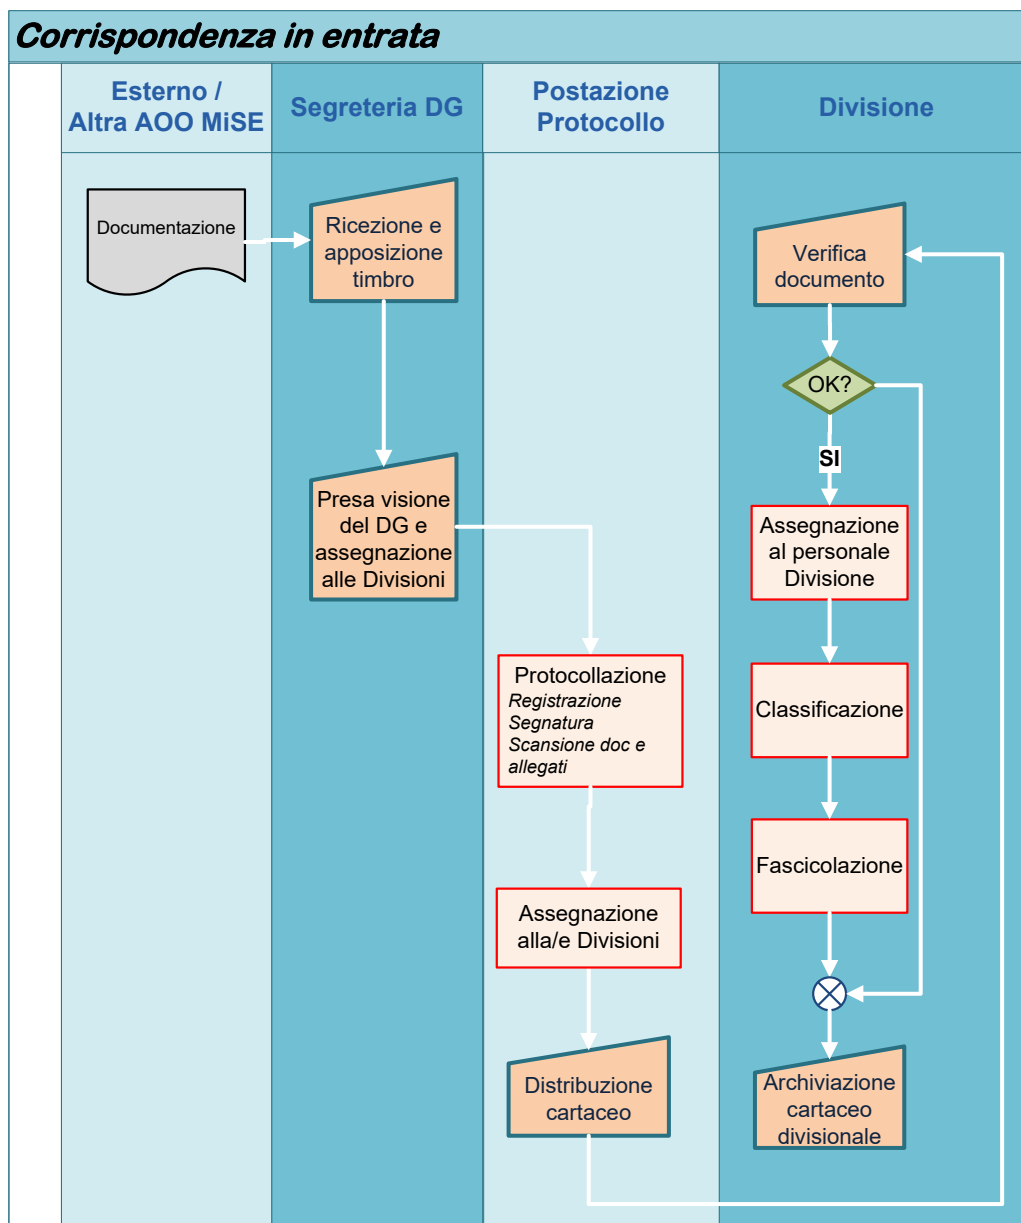 Corrispondenza in entrata
Esterno /
Altra AOO MiSE
Segreteria DG
Postazione
Protocollo
Divisione
Documentazione
Ricezione e
apposizione
timbro
Presa visione
del DG e
assegnazione
alle Divisioni
Protocollazione
Registrazione
Segnatura
Scansione doc e
allegati
Assegnazione
alla/e Divisioni
Distribuzione
cartaceo
Verifica
documento
OK?
SI
Assegnazione
al personale
Divisione
Classificazione
Fascicolazione
Archiviazione
cartaceo
divisionale